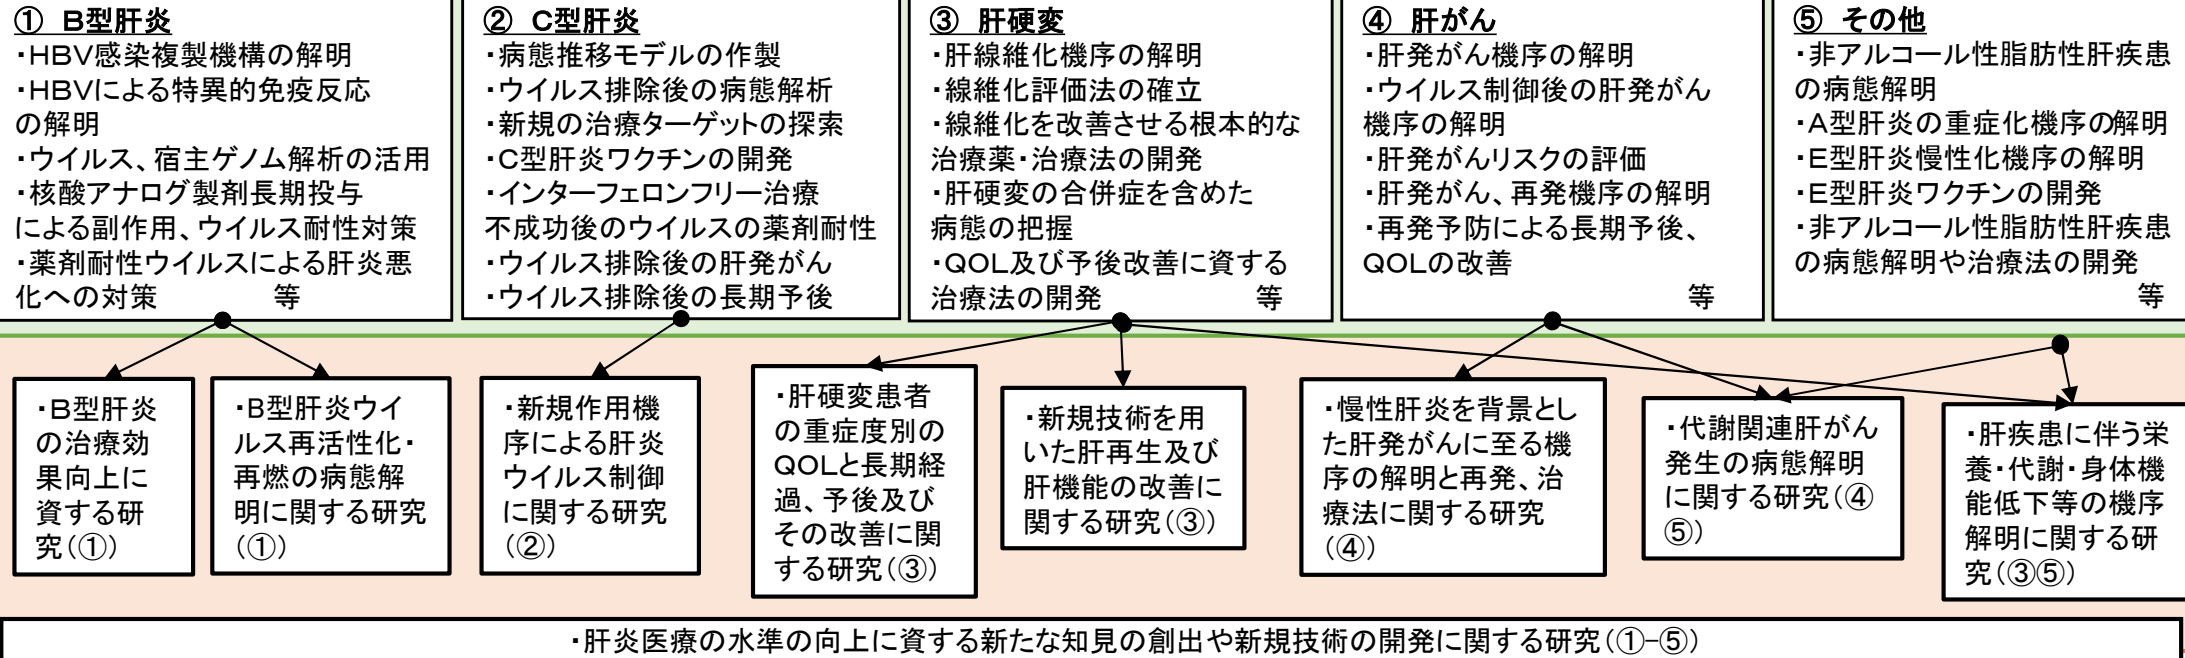 ① B型肝炎
・HBV感染複製機構の解明
・HBVによる特異的免疫反応
の解明
・ウイルス、宿主ゲノム解析の活用
・核酸アナログ製剤長期投与
による副作用、ウイルス耐性対策
・薬剤耐性ウイルスによる肝炎悪
化への対策 等
② C型肝炎
・病態推移モデルの作製
・ウイルス排除後の病態解析
・新規の治療ターゲットの探索
・C型肝炎ワクチンの開発
・インターフェロンフリー治療
不成功後のウイルスの薬剤耐性
・ウイルス排除後の肝発がん
・ウイルス排除後の長期予後
③ 肝硬変
・肝線維化機序の解明
・線維化評価法の確立
・線維化を改善させる根本的な
治療薬・治療法の開発
・肝硬変の合併症を含めた
病態の把握
・QOL及び予後改善に資する
治療法の開発 等
④ 肝がん
・肝発がん機序の解明
・ウイルス制御後の肝発がん
機序の解明
・肝発がんリスクの評価
・肝発がん、再発機序の解明
・再発予防による長期予後、
QOLの改善
等
⑤ その他
・非アルコール性脂肪性肝疾患
の病態解明
・A型肝炎の重症化機序の解明
・E型肝炎慢性化機序の解明
・E型肝炎ワクチンの開発
・非アルコール性脂肪性肝疾患
の病態解明や治療法の開発
等
・B型肝炎
の治療効
果向上に
資する研
究(①)
・B型肝炎ウイ
ルス再活性化・
再燃の病態解
明に関する研究
(①)
・新規作用機
序による肝炎
ウイルス制御
に関する研究
(②)
・肝硬変患者
の重症度別の
QOLと長期経
過、予後及び
その改善に関
する研究(③)
・新規技術を用
いた肝再生及び
肝機能の改善に
関する研究(③)
・慢性肝炎を背景とし
た肝発がんに至る機
序の解明と再発、治
療法に関する研究
(④)
・代謝関連肝がん
発生の病態解明
に関する研究(④
⑤)
・肝疾患に伴う栄
養・代謝・身体機
能低下等の機序
解明に関する研
究(③⑤)
・肝炎医療の水準の向上に資する新たな知見の創出や新規技術の開発に関する研究(①-⑤)